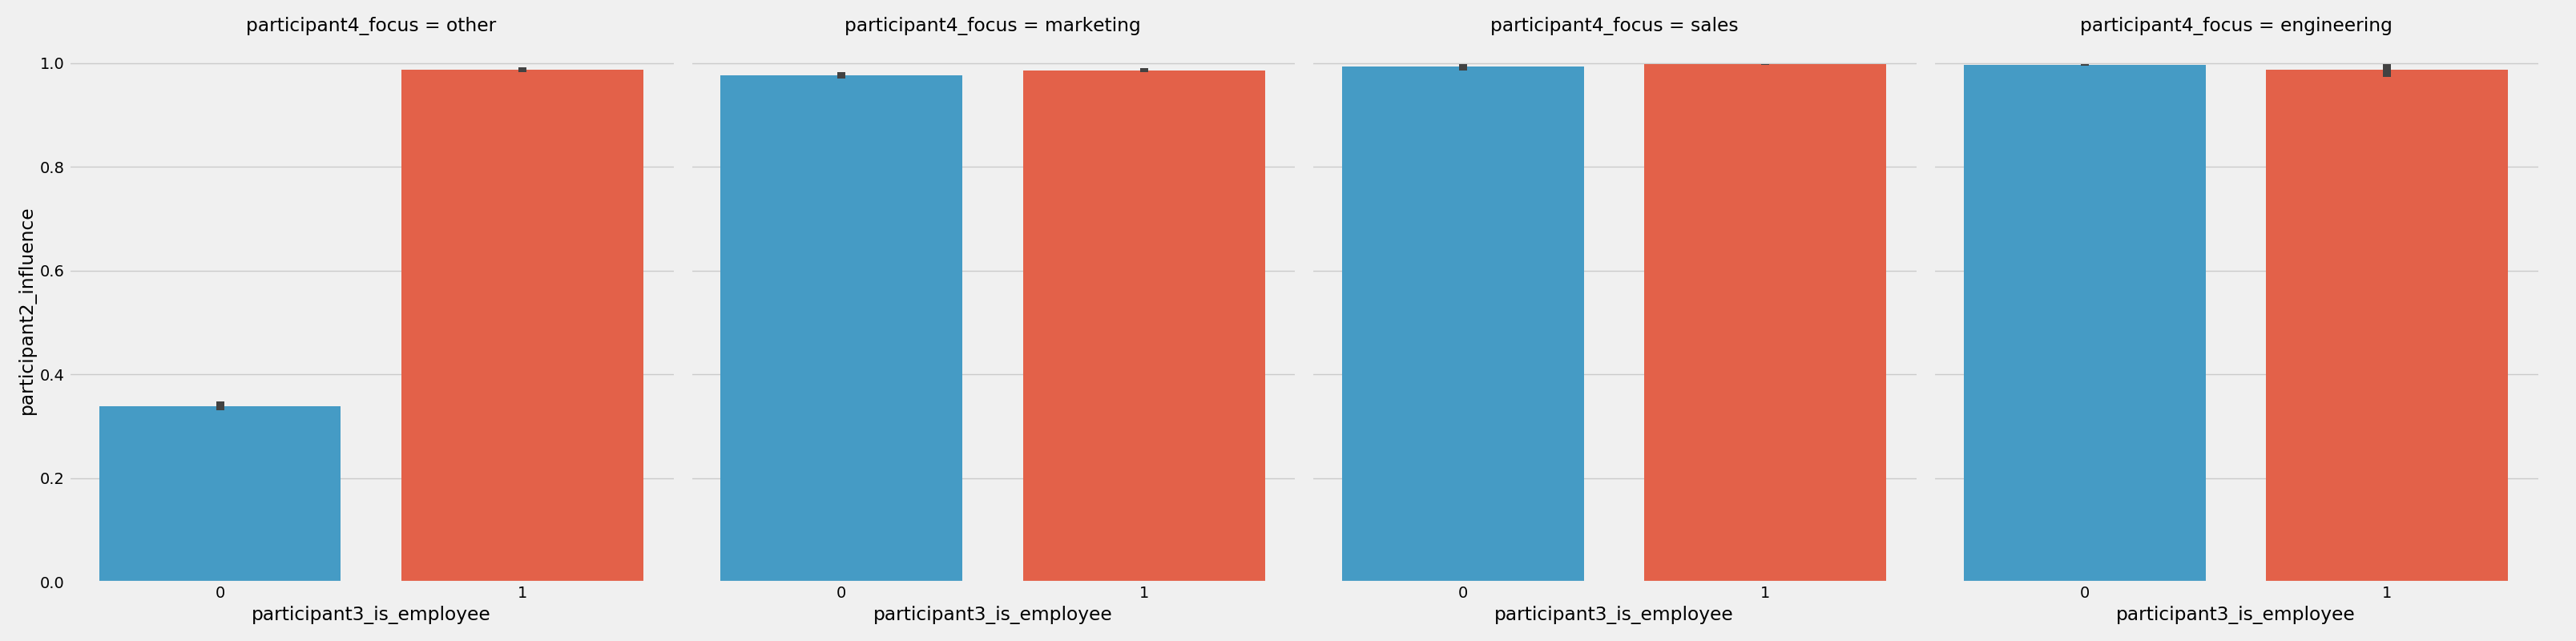 participant4_focus = other
participant4_focus = marketing
participant4_focus = sales
participant4_focus = engineering
participant2_influence
1.0
0.8
0.6
0.4
0.2
0.0
0 1
0 1
0 1
0 1
participant3_is_employee
participant3_is_employee
participant3_is_employee
participant3_is_employee